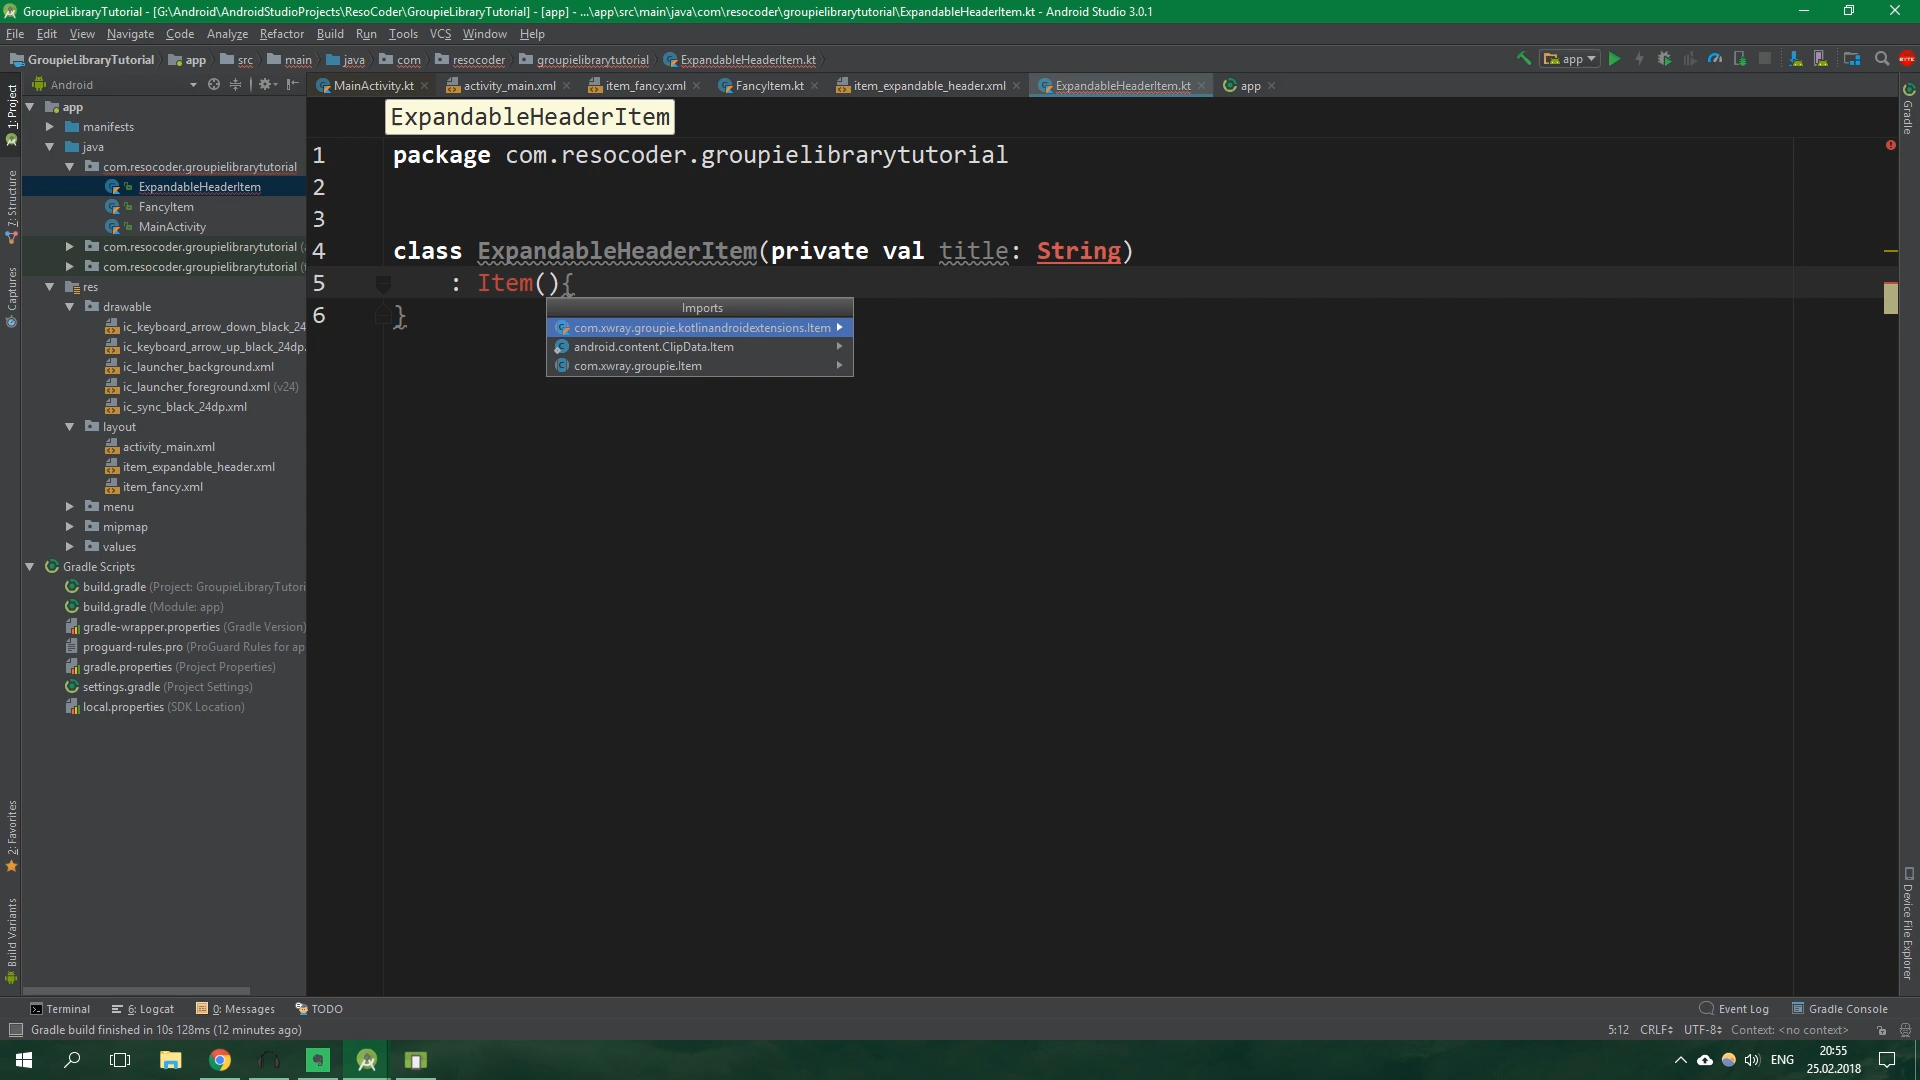 GroupieLibraryTutorial - [G:\Android\AndroidStudioProjects\ResoCoder\GroupieLibraryTutorial] - [app] - ...\app\src\main\java\com\resocoder\groupielibrarytutorial\ExpandableHeaderItem.kt - Android Studio 3.0.1
File Edit View Navigate Code Analyze Refactor Build Run Tools VCS Window Help
GroupieLibraryTutorial app src main java com resocoder groupielibrarytutorial ExpandableHeaderItem.kt app
Android
MainActivity.kt activity_main.xml item_fancy.xml FancyItem.kt item_expandable_header.xml ExpandableHeaderItem.kt app
1: Project
7: Structure
Captures
2: Favorites
Build Variants
app
manifests
java
com.resocoder.groupielibrarytutorial
ExpandableHeaderItem
FancyItem
MainActivity
com.resocoder.groupielibrarytutorial (
com.resocoder.groupielibrarytutorial (
res
drawable
ic_keyboard_arrow_down_black_24
ic_keyboard_arrow_up_black_24dp.
ic_launcher_background.xml
ic_launcher_foreground.xml (v24)
ic_sync_black_24dp.xml
layout
activity_main.xml
item_expandable_header.xml
item_fancy.xml
menu
mipmap
values
Gradle Scripts
build.gradle (Project: GroupieLibraryTutori
build.gradle (Module: app)
gradle-wrapper.properties (Gradle Version)
proguard-rules.pro (ProGuard Rules for ap
gradle.properties (Project Properties)
settings.gradle (Project Settings)
local.properties (SDK Location)
ExpandableHeaderItem
1 package com.resocoder.groupielibrarytutorial
2
3
4 class ExpandableHeaderItem(private val title: String)
5 : Item(){
6 }
Imports
com.xwray.groupie.kotlinandroidextensions.Item
android.content.ClipData.Item
com.xwray.groupie.Item
Gradle
Device File Explorer
Terminal 6: Logcat 0: Messages TODO Event Log Gradle Console
Gradle build finished in 10s 128ms (12 minutes ago) 5:12 CRLF UTF-8 Context: <no context>
ENG 20:55
25.02.2018